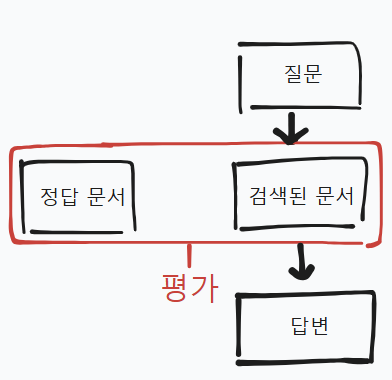 질문
정답 문서
검색된 문서
평가
답변